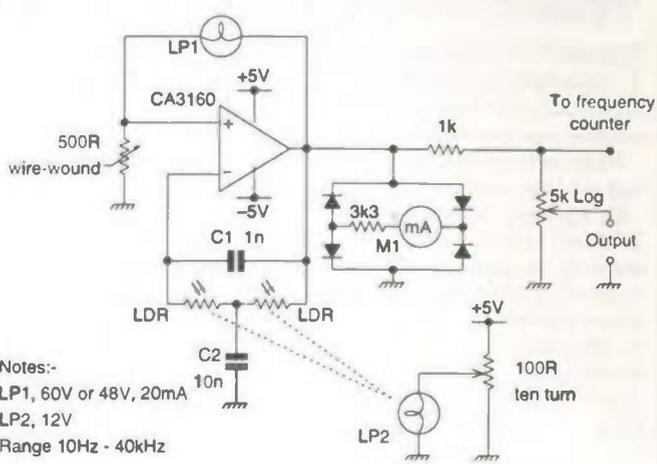 LP1
+5V
CA3160
To frequency
counter
500R
wire-wound
+
−
1k
−5V
3k3
mA
5k Log
C1 1n
M1
Output
LDR
LDR
+5V
C2
10n
100R
ten turn
LP2
Notes:-
LP1, 60V or 48V, 20mA
LP2, 12V
Range 10Hz - 40kHz